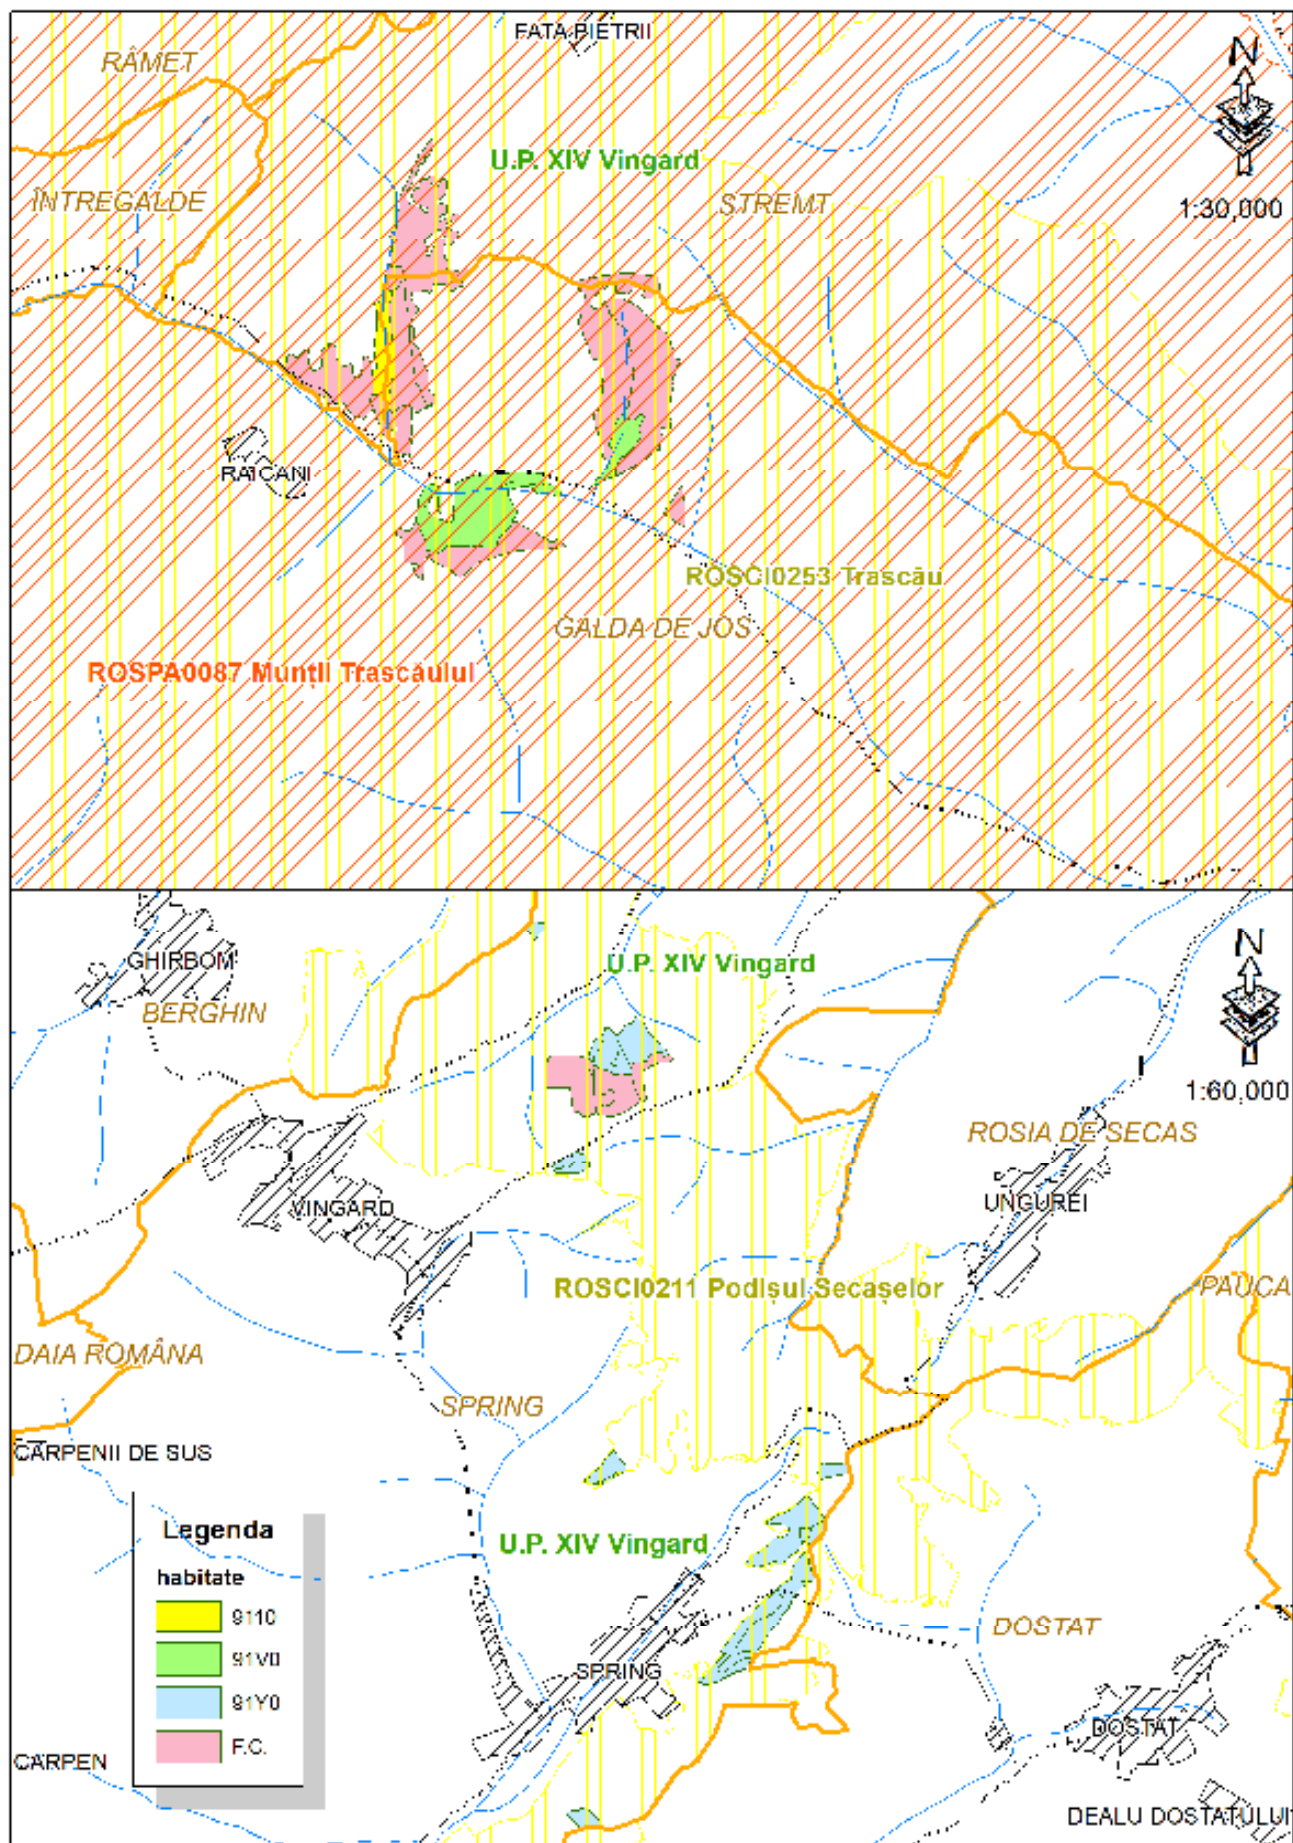 FATA PIETRII
RÂMET
N
U.P. XIV Vingard
ÎNTREGALDE
STREMT
1:30,000
RAICANI
ROSCI0253 Trascău
GALDA DE JOS
ROSPA0087 Munții Trascăului
GHIRBOM
U.P. XIV Vingard
N
BERGHIN
1:60,000
ROSIA DE SECAS
VINGARD
UNGUREI
ROSCI0211 Podișul Secașelor
PAUCA
DAIA ROMÂNA
SPRING
CARPENII DE SUS
Legenda
U.P. XIV Vingard
habitate
9110
91V0
DOSTAT
SPRING
91Y0
DOSTAT
F.C.
CARPEN
DEALU DOSTATULUI